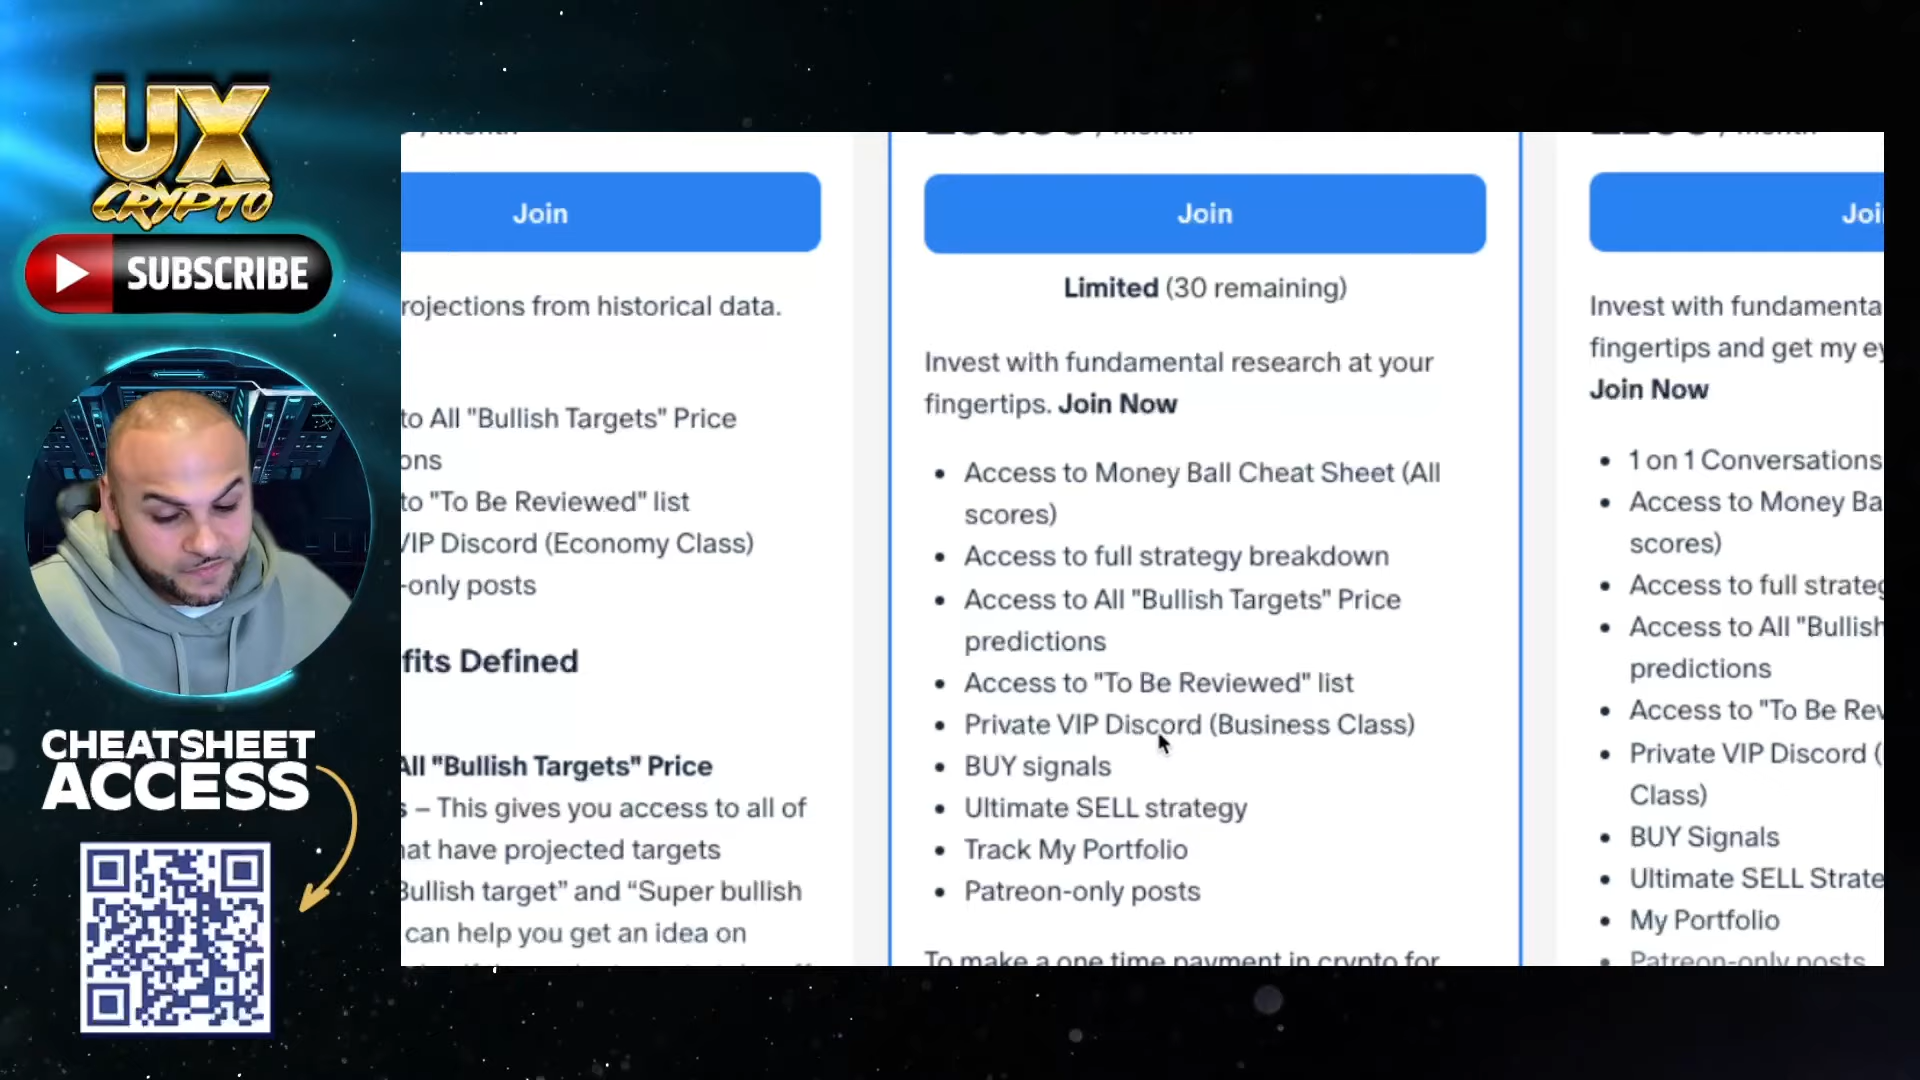 UX
CRYPTO
SUBSCRIBE
CHEATSHEET
ACCESS
/ month
Join
rojections from historical data.
to All "Bullish Targets" Price
ons
to "To Be Reviewed" list
VIP Discord (Economy Class)
-only posts
fits Defined
All "Bullish Targets" Price
s – This gives you access to all of
hat have projected targets
Bullish target” and “Super bullish
can help you get an idea on
/ month
Join
Limited (30 remaining)
Invest with fundamental research at your
fingertips. Join Now
• Access to Money Ball Cheat Sheet (All
scores)
• Access to full strategy breakdown
• Access to All "Bullish Targets" Price
predictions
• Access to "To Be Reviewed" list
• Private VIP Discord (Business Class)
• BUY signals
• Ultimate SELL strategy
• Track My Portfolio
• Patreon-only posts
To make a one time payment in crypto for
/ month
Joi
Invest with fundamenta
fingertips and get my ey
Join Now
• 1 on 1 Conversations
• Access to Money Ba
scores)
• Access to full strateg
• Access to All "Bullish
predictions
• Access to "To Be Rev
• Private VIP Discord (
Class)
• BUY Signals
• Ultimate SELL Strate
• My Portfolio
• Patreon-only posts